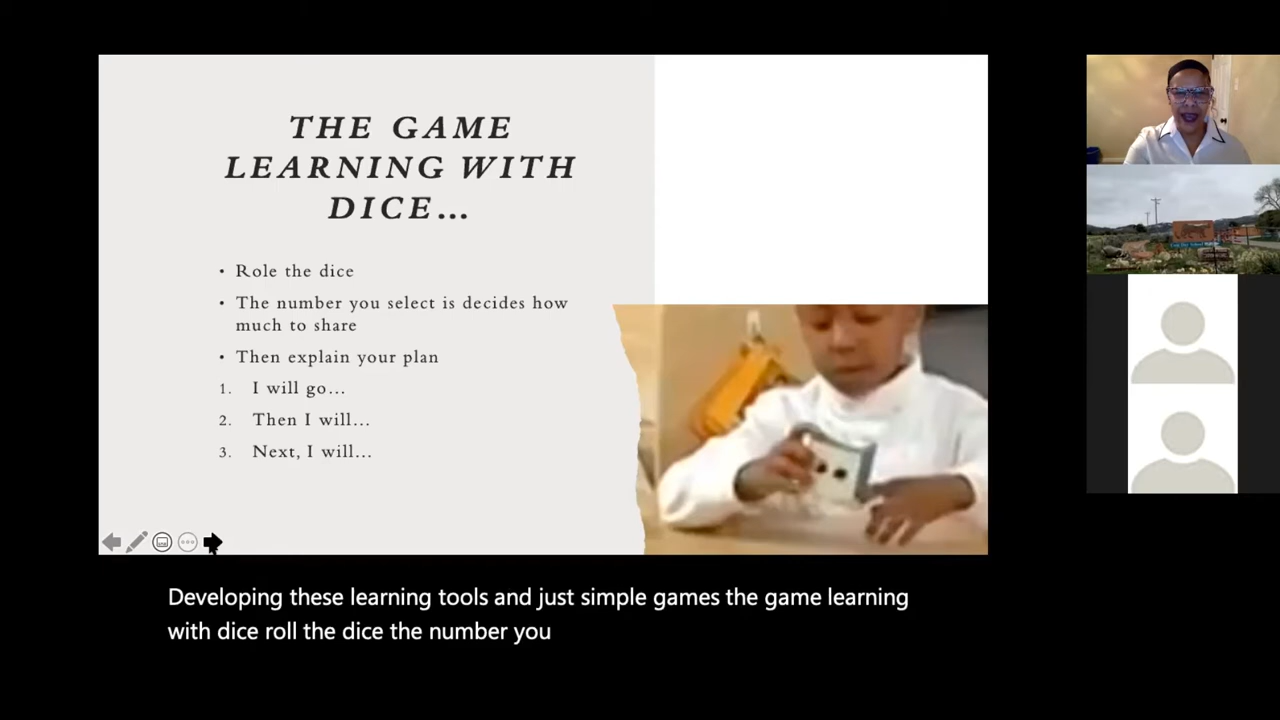 THE GAME
LEARNING WITH
DICE...
• Role the dice
• The number you select is decides how
much to share
• Then explain your plan
1. I will go...
2. Then I will...
3. Next, I will...
Developing these learning tools and just simple games the game learning
with dice roll the dice the number you